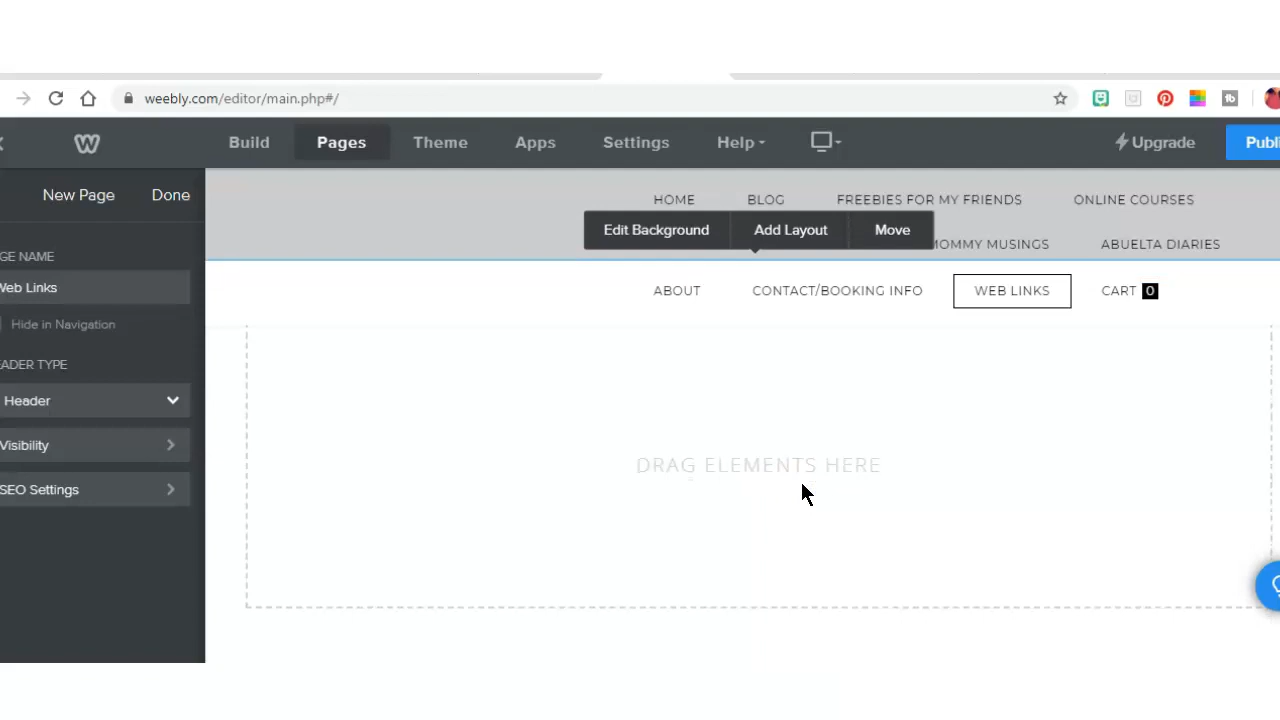 weebly.com/editor/main.php#/
Build Pages Theme Apps Settings Help Upgrade Publi
New Page Done
GE NAME
Web Links
Hide in Navigation
EADER TYPE
Header
Visibility
SEO Settings
HOME BLOG FREEBIES FOR MY FRIENDS ONLINE COURSES
Edit Background Add Layout Move
MOMMY MUSINGS ABUELTA DIARIES
ABOUT CONTACT/BOOKING INFO WEB LINKS CART 0
DRAG ELEMENTS HERE